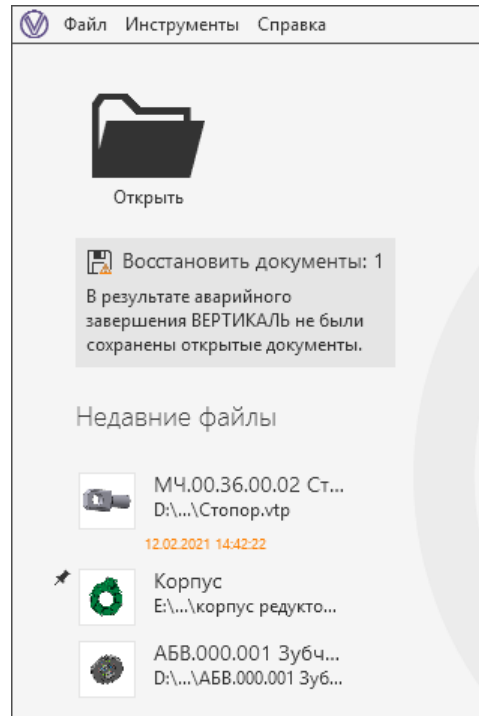 Файл Инструменты Справка
Открыть
Восстановить документы: 1
В результате аварийного
завершения ВЕРТИКАЛЬ не были
сохранены открытые документы.
Недавние файлы
МЧ.00.36.00.02 Ст...
D:\...\Стопор.vtp
12.02.2021 14:42:22
Корпус
E:\...\корпус редукто...
АБВ.000.001 Зубч...
D:\...\АБВ.000.001 Зуб...